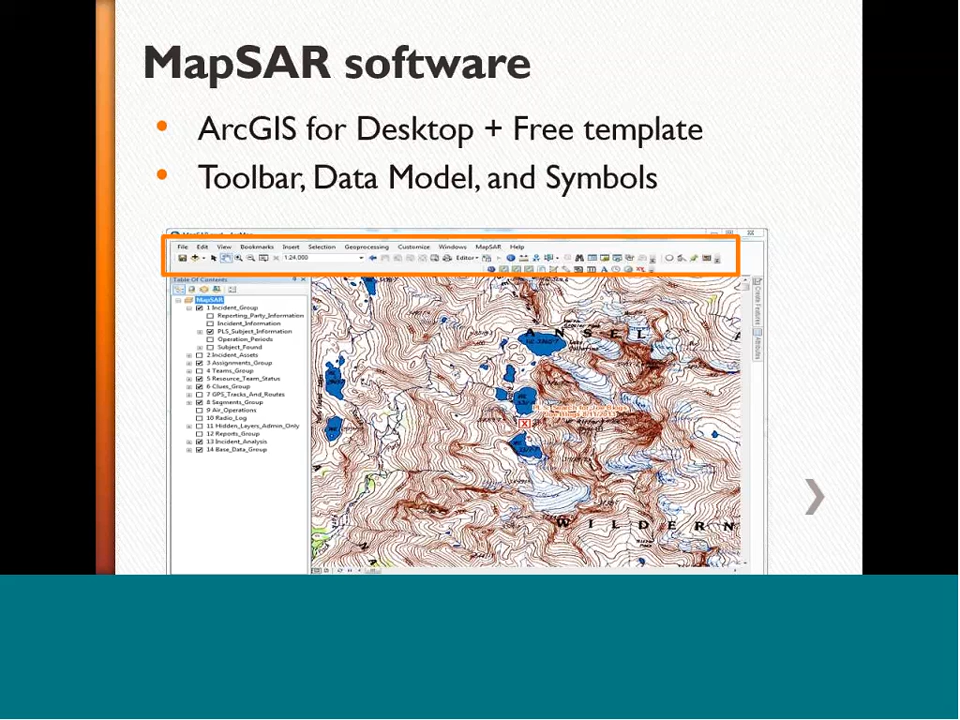 MapSAR software
• ArcGIS for Desktop + Free template
• Toolbar, Data Model, and Symbols
File Edit View Bookmarks Insert Selection Geoprocessing Customize Windows MapSAR Help
1:24,000
Editor
Table Of Contents
MapSAR
1 Incident_Group
Reporting_Party_Information
Incident_Information
PLS_Subject_Information
Operation_Periods
Subject_Found
2 Incident_Assets
3 Assignments_Group
4 Teams_Group
5 Resource_Team_Status
6 Clues_Group
7 GPS_Tracks_And_Routes
8 Segments_Group
9 Air_Operations
10 Radio_Log
11 Hidden_Layers_Admin_Only
12 Reports_Group
13 Incident_Analysis
14 Base_Data_Group
Create Features
Attributes
A N S E L
W I L D E R N